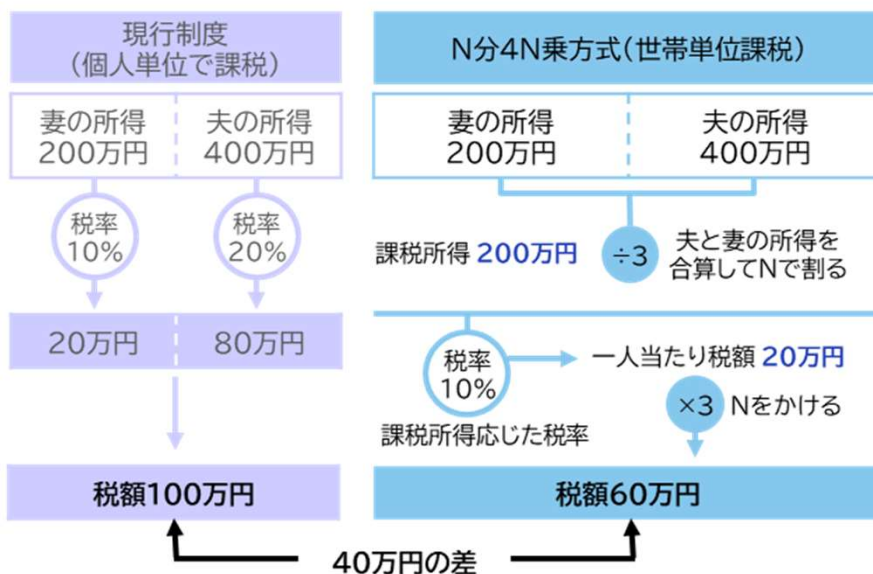 現行制度
(個人単位で課税)
妻の所得
200万円
夫の所得
400万円
税率
10%
税率
20%
20万円
80万円
税額100万円
N分4N乗方式(世帯単位課税)
妻の所得
200万円
夫の所得
400万円
課税所得 200万円
÷3
夫と妻の所得を
合算してNで割る
税率
10%
一人当たり税額 20万円
×3
Nをかける
課税所得応じた税率
税額60万円
40万円の差